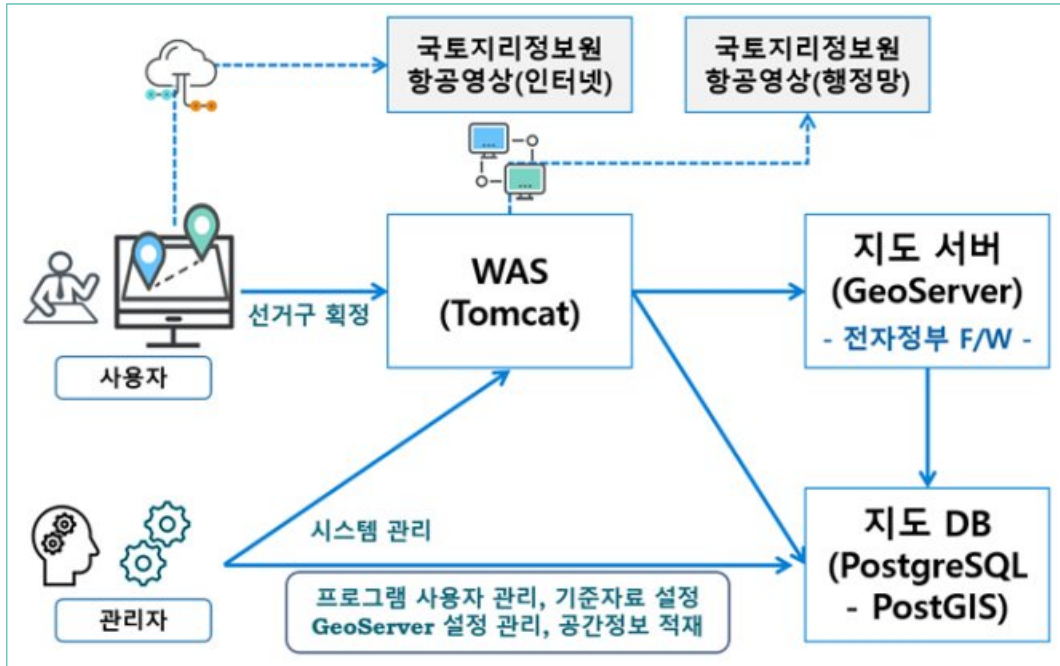 국토지리정보원
항공영상(인터넷)
국토지리정보원
항공영상(행정망)
WAS
(Tomcat)
지도 서버
(GeoServer)
- 전자정부 F/W -
선거구 획정
사용자
시스템 관리
지도 DB
(PostgreSQL
- PostGIS)
프로그램 사용자 관리, 기준자료 설정
GeoServer 설정 관리, 공간정보 적재
관리자